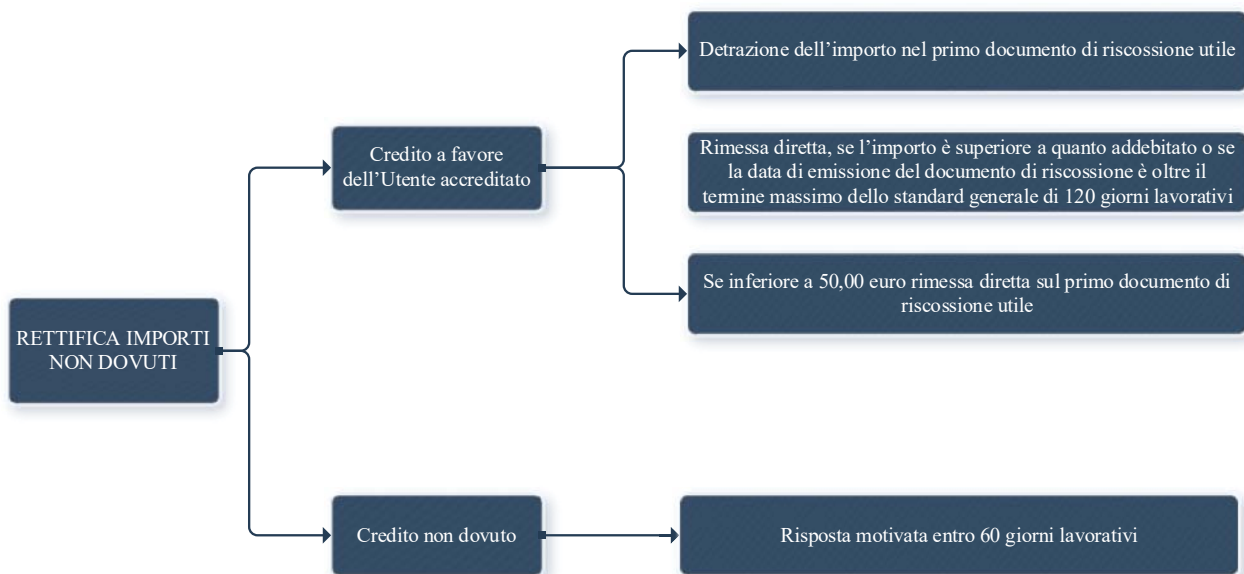 Detrazione dell’importo nel primo documento di riscossione utile
Credito a favore
dell’Utente accreditato
Rimessa diretta, se l’importo è superiore a quanto addebitato o se
la data di emissione del documento di riscossione è oltre il
termine massimo dello standard generale di 120 giorni lavorativi
Se inferiore a 50,00 euro rimessa diretta sul primo documento di
riscossione utile
RETTIFICA IMPORTI
NON DOVUTI
Credito non dovuto
Risposta motivata entro 60 giorni lavorativi